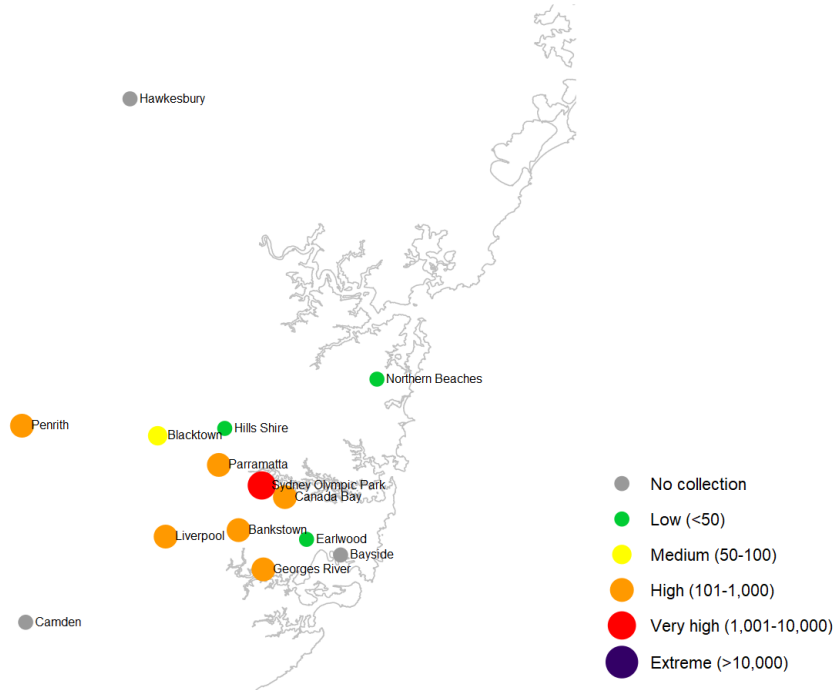 Hawkesbury
Northern Beaches
Penrith
Hills Shire
Blacktown
Parramatta
Sydney Olympic Park
Canada Bay
Bankstown
Liverpool
Earlwood
Bayside
Georges River
Camden
No collection
Low (<50)
Medium (50-100)
High (101-1,000)
Very high (1,001-10,000)
Extreme (>10,000)